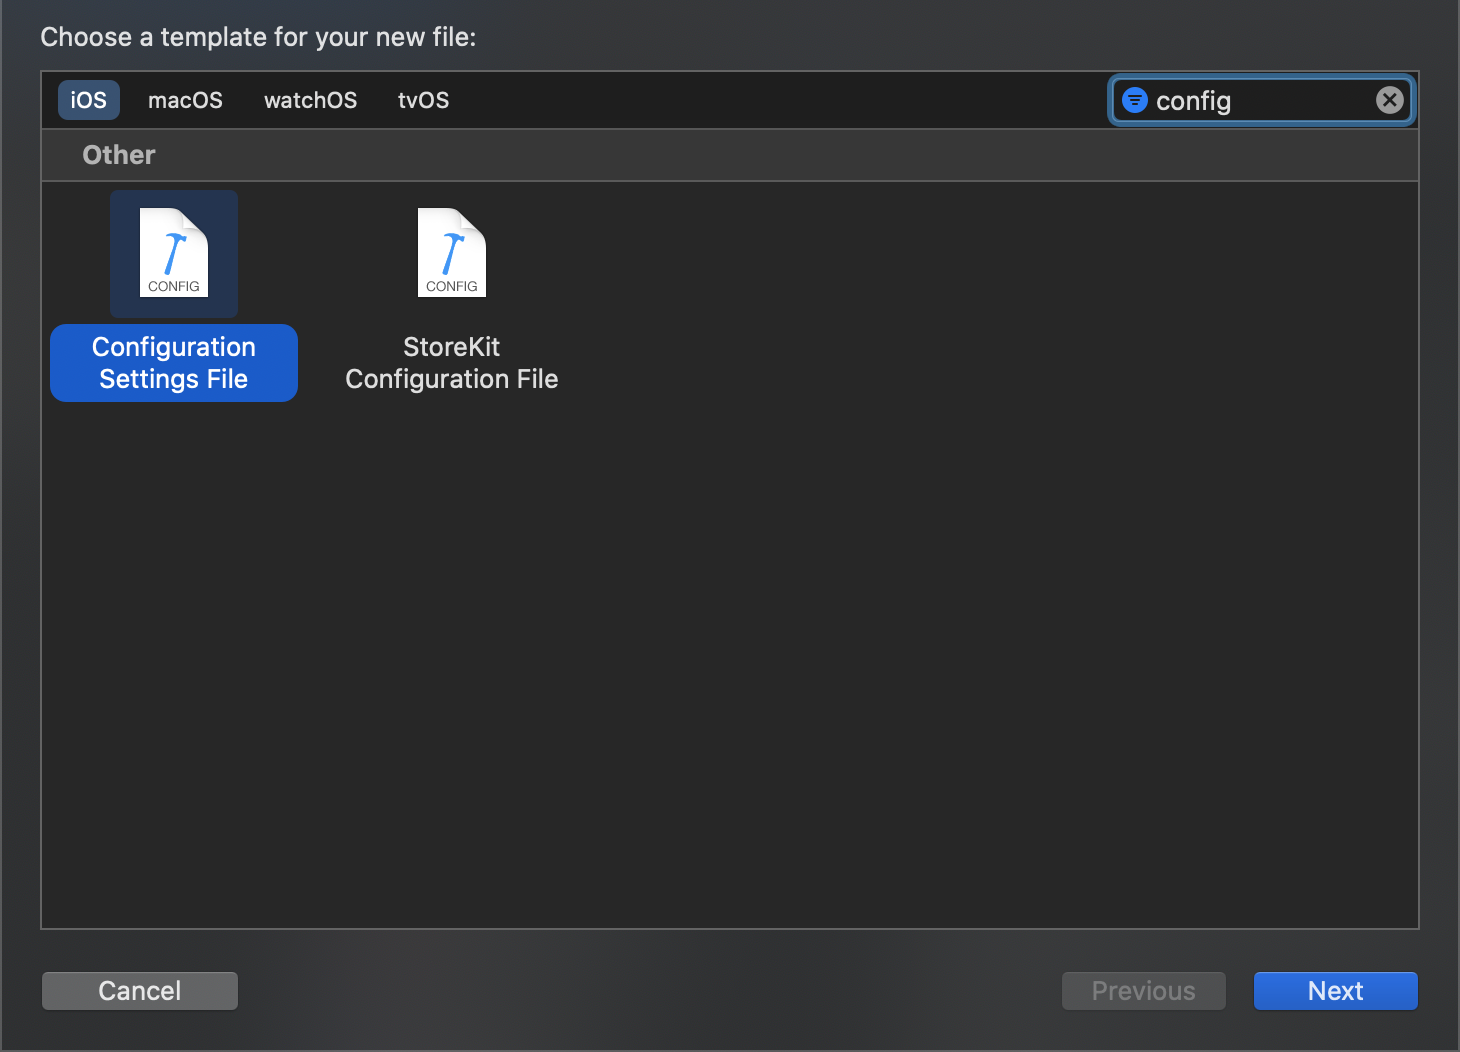 Choose a template for your new file:
iOS macOS watchOS tvOS config
Other
CONFIG CONFIG
Configuration
Settings File
StoreKit
Configuration File
Cancel Previous Next